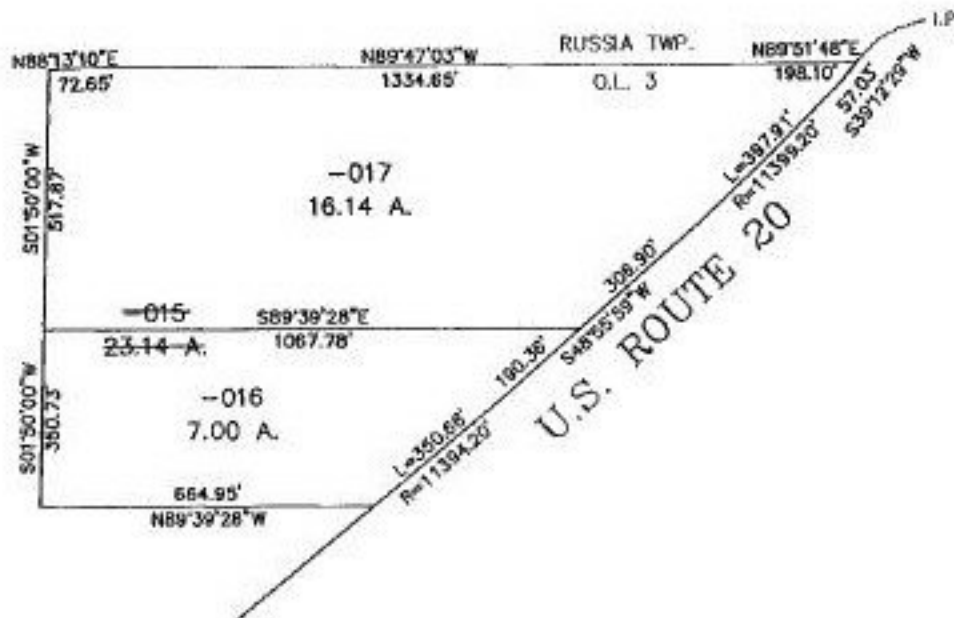 I.P
RUSSIA TWP.
N88°13'10"E
N89°47'03"W
N89°51'48"E
72.65'
1334.65'
O.L. 3
198.10'
57.03'
S39°12'29"W
L=397.91'
R=11399.20'
-017
16.14 A.
S01°50'00"W
517.87'
308.90'
S48°55'59"W
U.S. ROUTE 20
-015
23.14 A.
S89°39'28"E
1067.78'
190.36'
-016
7.00 A.
S01°50'00"W
350.73'
L=350.68'
R=11394.20'
664.95'
N89°39'28"W